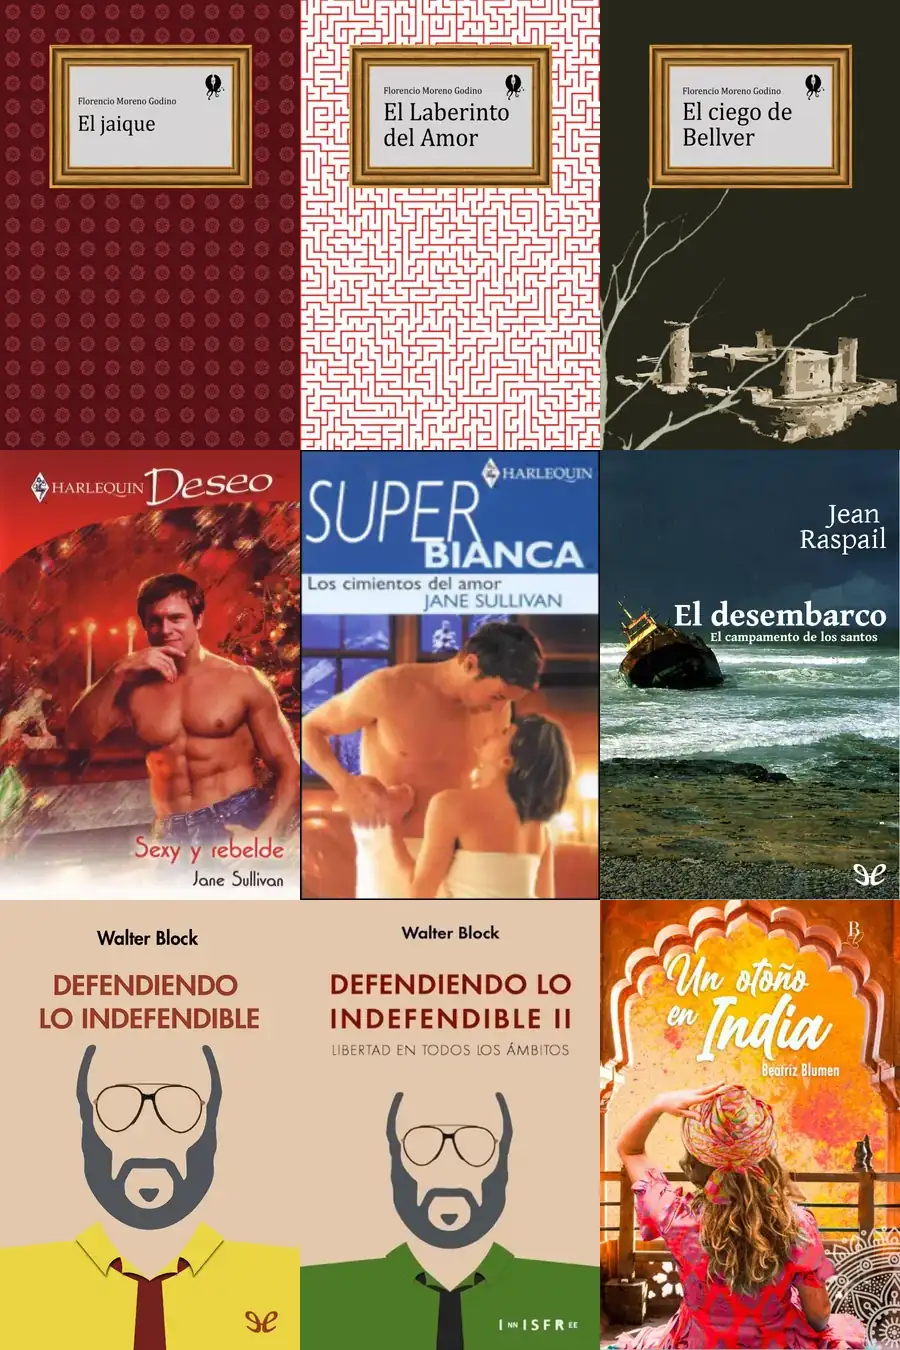 Florencio Moreno Godino
El jaique
Florencio Moreno Godino
El Laberinto
del Amor
Florencio Moreno Godino
El ciego de
Bellver
HARLEQUIN Deseo
Sexy y rebelde
Jane Sullivan
HARLEQUIN
SUPER
BIANCA
Los cimientos del amor
JANE SULLIVAN
Jean
Raspail
El desembarco
El campamento de los santos
Walter Block
DEFENDIENDO
LO INDEFENDIBLE
Walter Block
DEFENDIENDO LO
INDEFENDIBLE II
LIBERTAD EN TODOS LOS ÁMBITOS
INNISFREE
B
Un otoño
en India
Beatriz Blumen